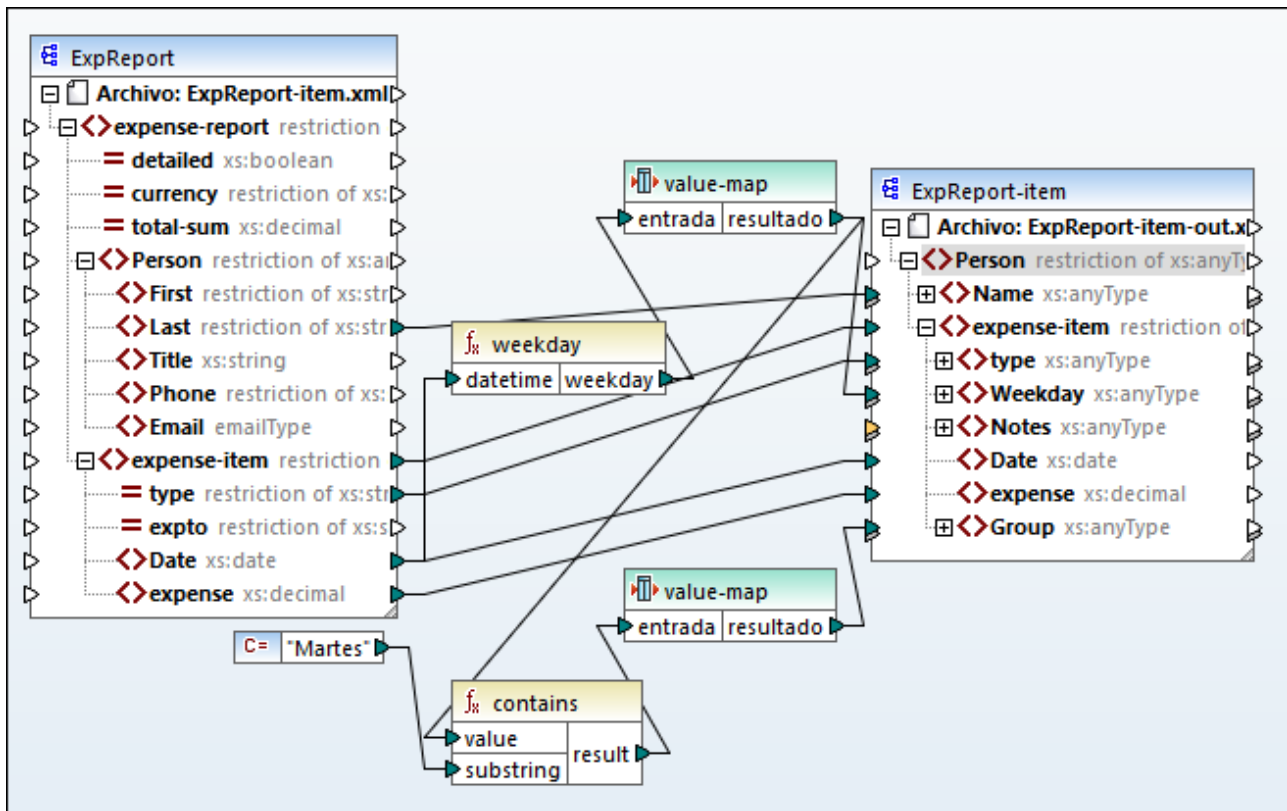 ExpReport
Archivo: ExpReport-item.xml
expense-report restriction
detailed xs:boolean
currency restriction of xs:
total-sum xs:decimal
Person restriction of xs:a
First restriction of xs:str
Last restriction of xs:str
Title xs:string
Phone restriction of xs:
Email emailType
expense-item restriction
type restriction of xs:str
expto restriction of xs:s
Date xs:date
expense xs:decimal
C= "Martes"
fx weekday
datetime weekday
value-map
entrada resultado
fx contains
value
substring
result
value-map
entrada resultado
ExpReport-item
Archivo: ExpReport-item-out.x
Person restriction of xs:anyTy
Name xs:anyType
expense-item restriction of
type xs:anyType
Weekday xs:anyType
Notes xs:anyType
Date xs:date
expense xs:decimal
Group xs:anyType